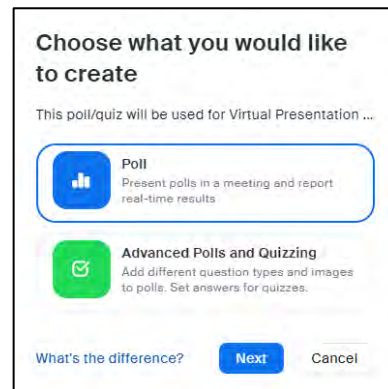 Choose what you would like
to create
This poll/quiz will be used for Virtual Presentation ...
Poll
Present polls in a meeting and report
real-time results
Advanced Polls and Quizzing
Add different question types and images
to polls. Set answers for quizzes.
What's the difference?
Next
Cancel